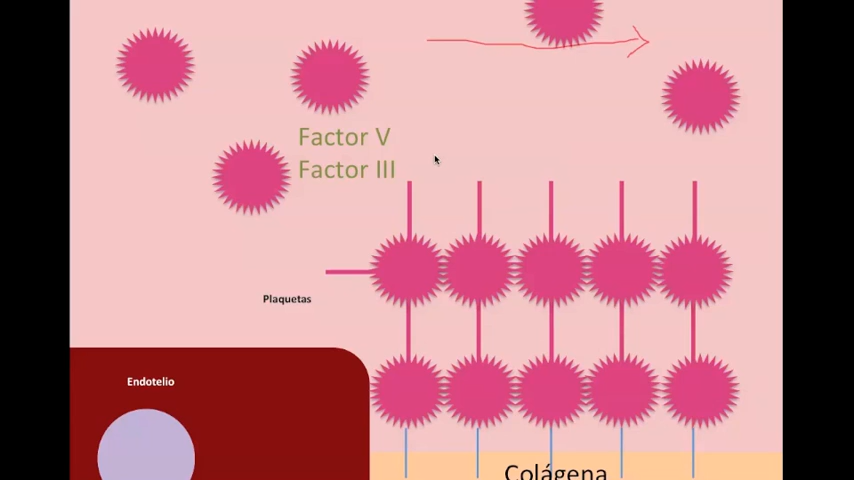 Factor V
Factor III
Plaquetas
Endotelio
Colágena